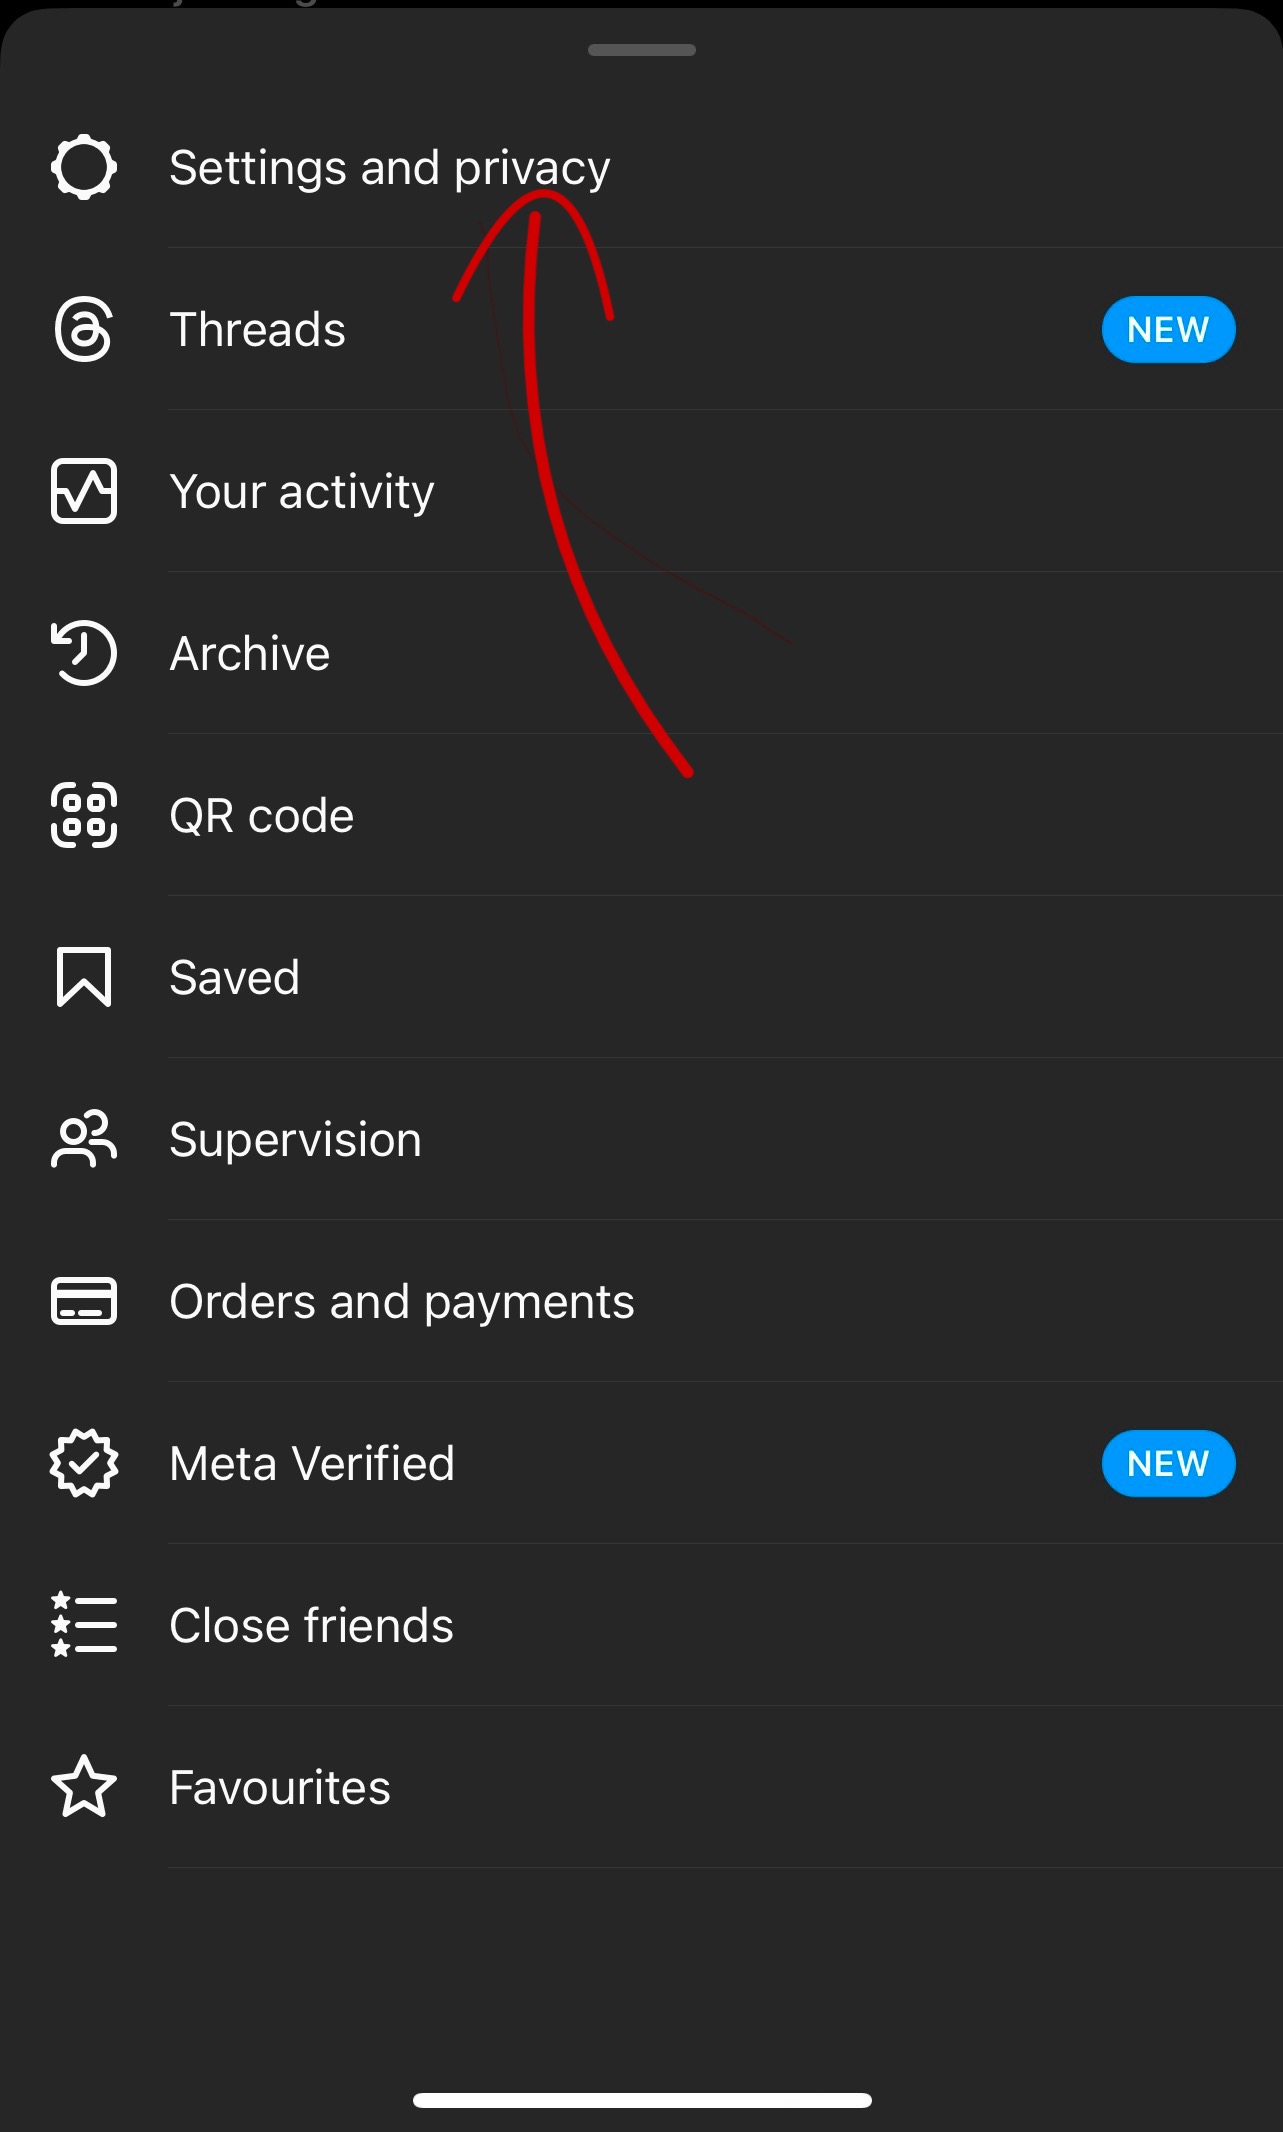 Settings and privacy
Threads
NEW
Your activity
Archive
QR code
Saved
Supervision
Orders and payments
Meta Verified
NEW
Close friends
Favourites